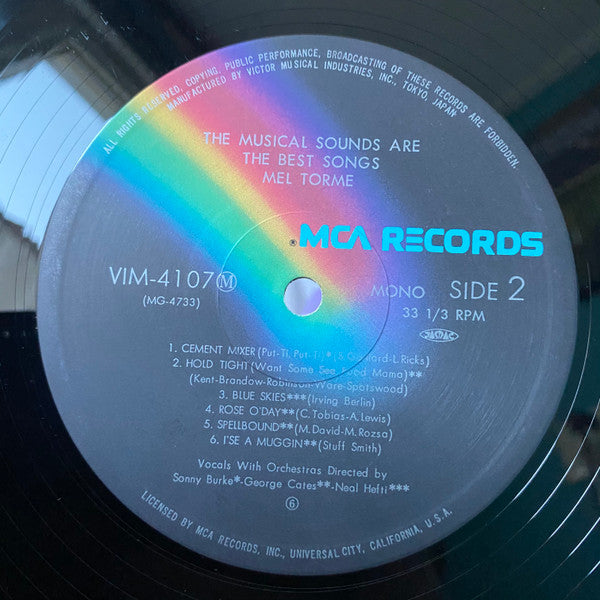 ALL RIGHTS RESERVED. COPYING, PUBLIC PERFORMANCE, BROADCASTING OF THESE RECORDS ARE FORBIDDEN.
MANUFACTURED BY VICTOR MUSICAL INDUSTRIES, INC., TOKYO, JAPAN
THE MUSICAL SOUNDS ARE
THE BEST SONGS
MEL TORME
® MCA RECORDS
VIM-4107 Ⓜ
(MG-4733)
MONO SIDE 2
33 1/3 RPM
JASRAC
1. CEMENT MIXER (Put-Ti, Put-Ti)* (S. Gaillard-L. Ricks)
2. HOLD TIGHT (Want Some Sea Food Mama)**
(Kent-Brandow-Robinson-Ware-Spotswood)
3. BLUE SKIES*** (Irving Berlin)
4. ROSE O'DAY** (C. Tobias-A. Lewis)
5. SPELLBOUND** (M. David-M. Rozsa)
6. I'SE A MUGGIN** (Stuff Smith)
Vocals With Orchestras Directed by
Sonny Burke*-George Cates**-Neal Hefti***
⑥
LICENSED BY MCA RECORDS, INC., UNIVERSAL CITY, CALIFORNIA, U.S.A.